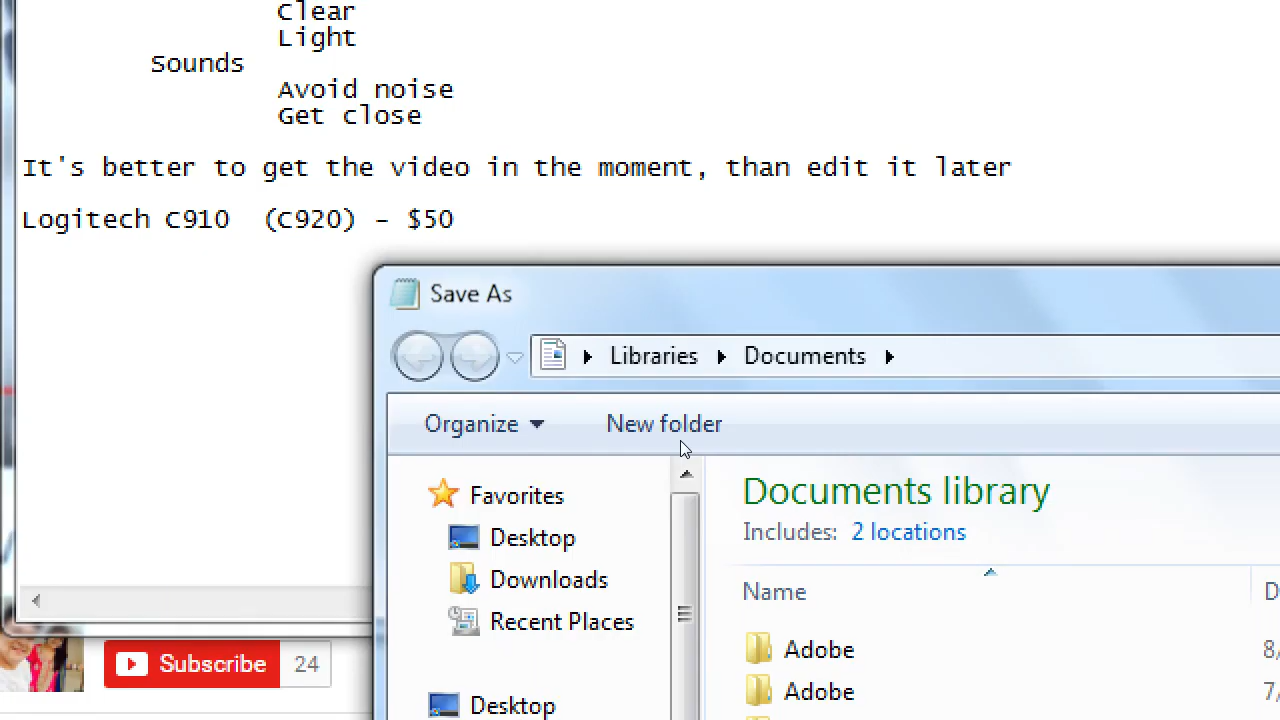 Clear
Light
Sounds
Avoid noise
Get close
It's better to get the video in the moment, than edit it later
Logitech C910  (C920) - $50
Save As
Libraries
Documents
Organize
New folder
Favorites
Documents library
Includes: 2 locations
Desktop
Downloads
Name
Recent Places
Adobe
Subscribe 24
Adobe
Desktop